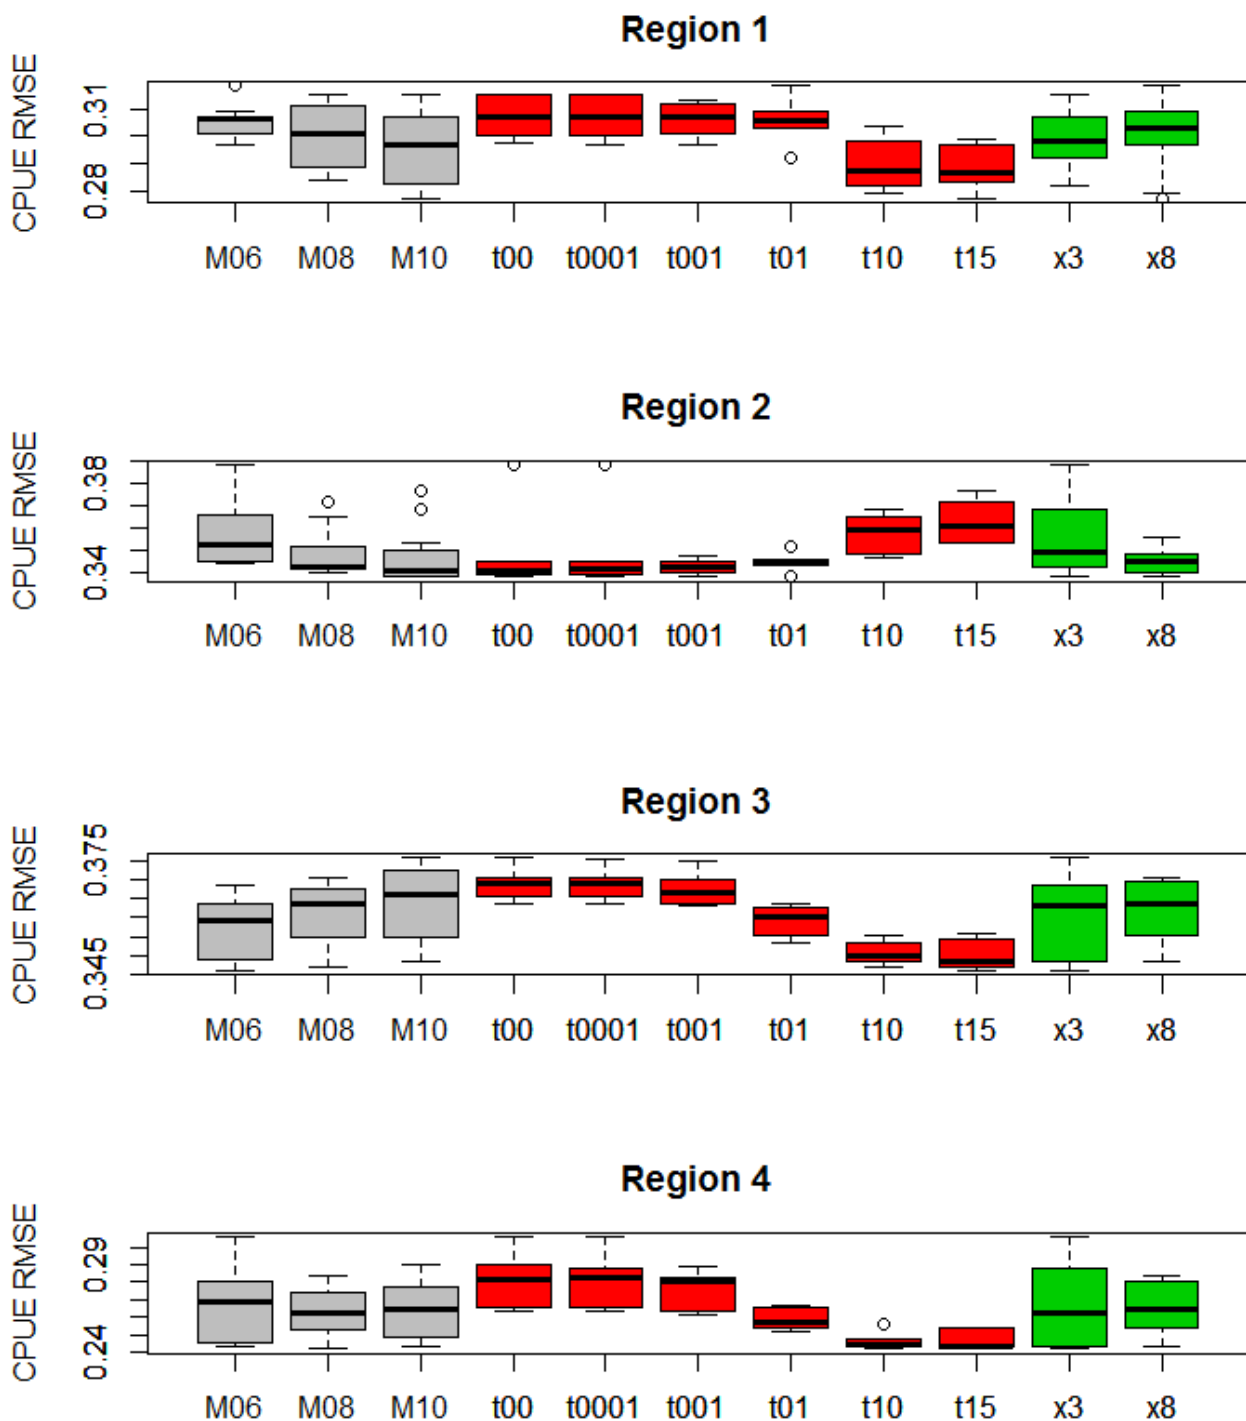 Region 1
CPUE RMSE
0.31
0.28
M06 M08 M10 t00 t0001 t001 t01 t10 t15 x3 x8
Region 2
CPUE RMSE
0.38
0.34
M06 M08 M10 t00 t0001 t001 t01 t10 t15 x3 x8
Region 3
CPUE RMSE
0.375
0.345
M06 M08 M10 t00 t0001 t001 t01 t10 t15 x3 x8
Region 4
CPUE RMSE
0.29
0.24
M06 M08 M10 t00 t0001 t001 t01 t10 t15 x3 x8